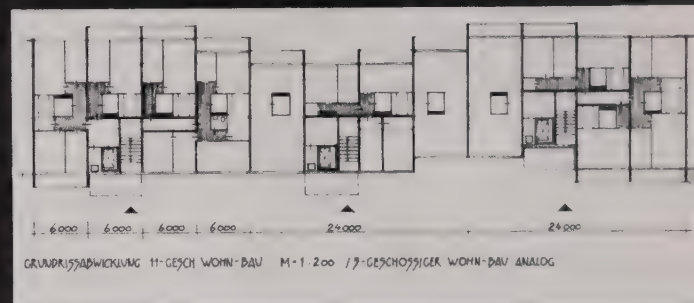 6000 6000 6000 6000 24000 24000
GRUNDRISSABWICKLUNG 11-GESCH WOHN-BAU M-1·200 / 9-GESCHOSSIGER WOHN-BAU ANALOG